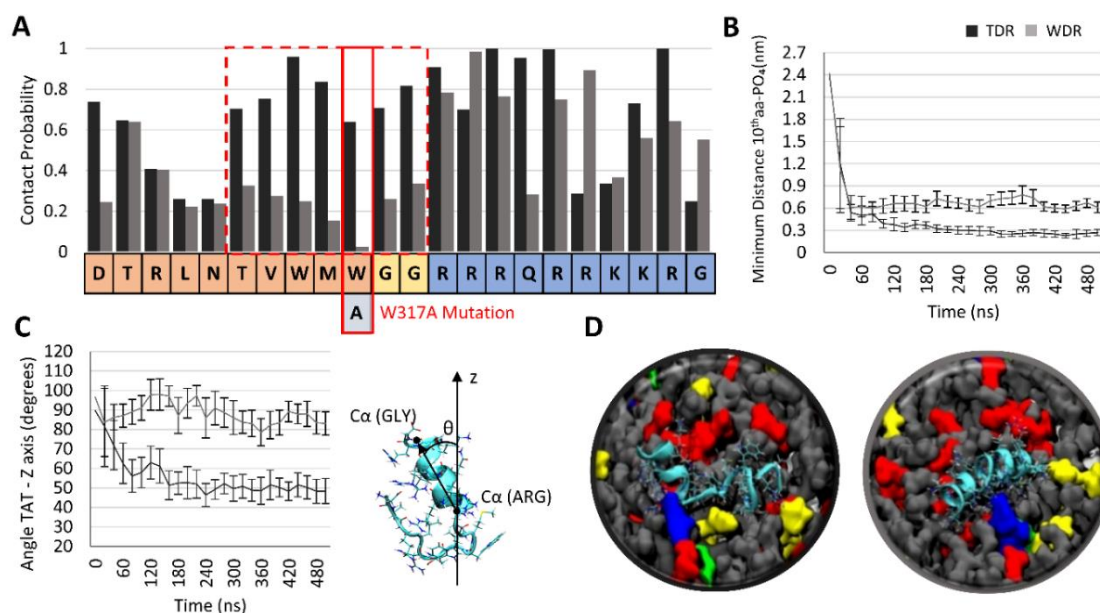 A
Contact Probability
1
0.8
0.6
0.4
0.2
0
D T R L N T V W M W G G R R R Q R R K K R G
A W317A Mutation
B
TDR WDR
Minimum Distance 10th aa-PO4(nm)
2.7
2.4
2.1
1.8
1.5
1.2
0.9
0.6
0.3
0
0 60 120 180 240 300 360 420 480
Time (ns)
C
Angle TAT - Z axis (degrees)
120
110
100
90
80
70
60
50
40
30
20
0 60 120 180 240 300 360 420 480
Time (ns)
z
Cα (GLY)
θ
Cα (ARG)
D